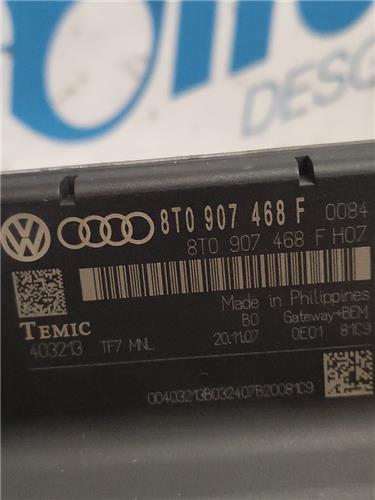 DESG
8T0 907 468 F 0084
8T0 907 468 F H07
Made in Philippines
TEMIC B0 Gateway+BEM
403213 TF7 MNL 20.11.07 0E01 81C9
00403213B032407B20081C9